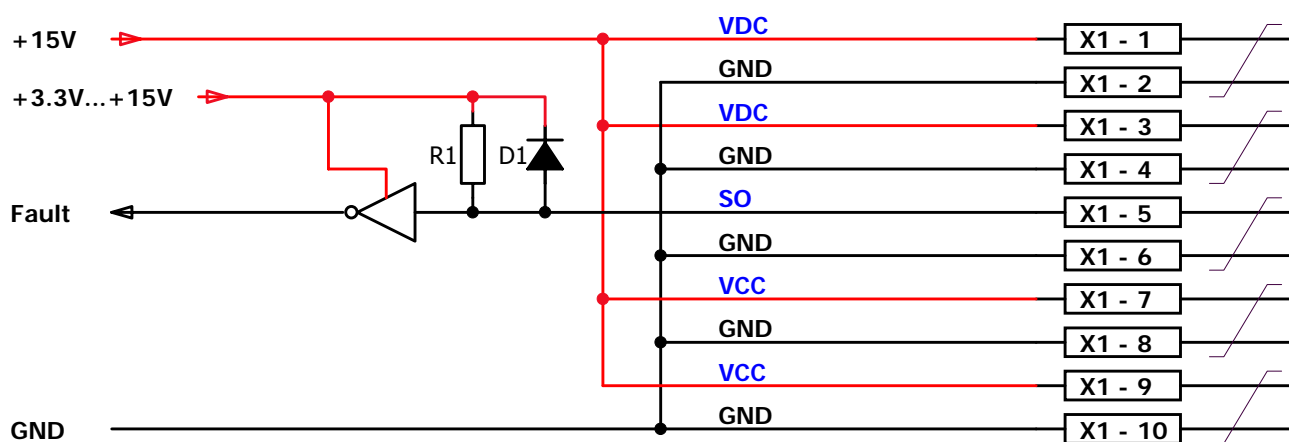 +15V VDC X1 - 1
GND X1 - 2
+3.3V...+15V VDC X1 - 3
R1 D1 GND X1 - 4
Fault SO X1 - 5
GND X1 - 6
VCC X1 - 7
GND X1 - 8
VCC X1 - 9
GND GND X1 - 10